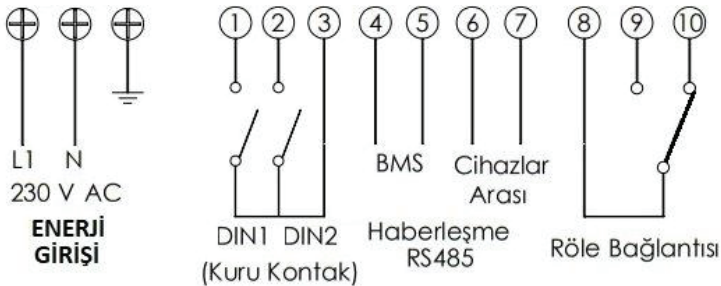 1 2 3 4 5 6 7 8 9 10
L1 N
230 V AC
ENERJİ
GİRİŞİ
DIN1 DIN2
(Kuru Kontak)
BMS
Cihazlar
Arası
Haberleşme
RS485
Röle Bağlantısı